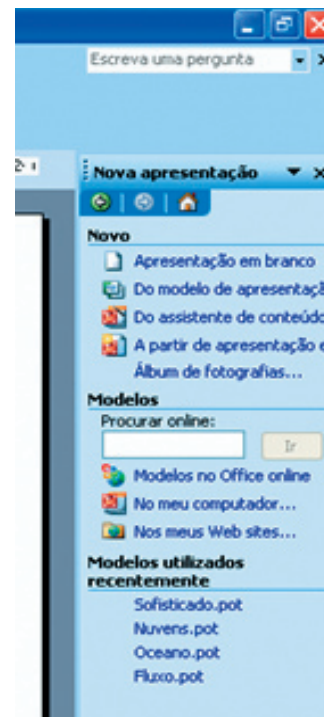 Escreva uma pergunta
2
Nova apresentação
Novo
Apresentação em branco
Do modelo de apresentaçã
Do assistente de conteúdo
A partir de apresentação e
Álbum de fotografias...
Modelos
Procurar online:
Ir
Modelos no Office online
No meu computador...
Nos meus Web sites...
Modelos utilizados
recentemente
Sofisticado.pot
Nuvens.pot
Oceano.pot
Fluxo.pot